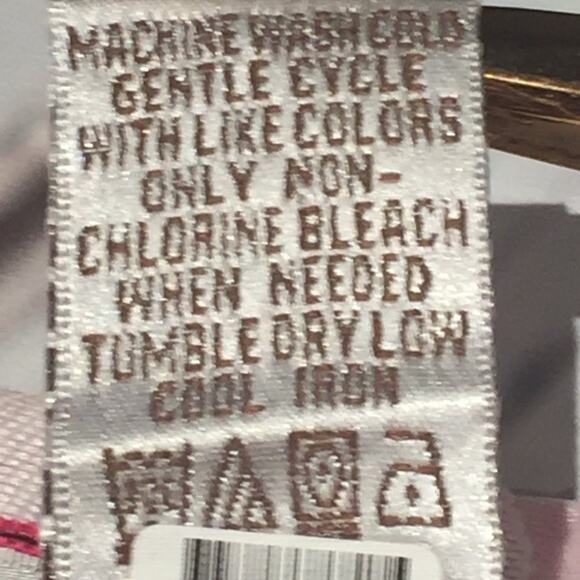 MACHINE WASH COLD
GENTLE CYCLE
WITH LIKE COLORS
ONLY NON-
CHLORINE BLEACH
WHEN NEEDED
TUMBLE DRY LOW
COOL IRON